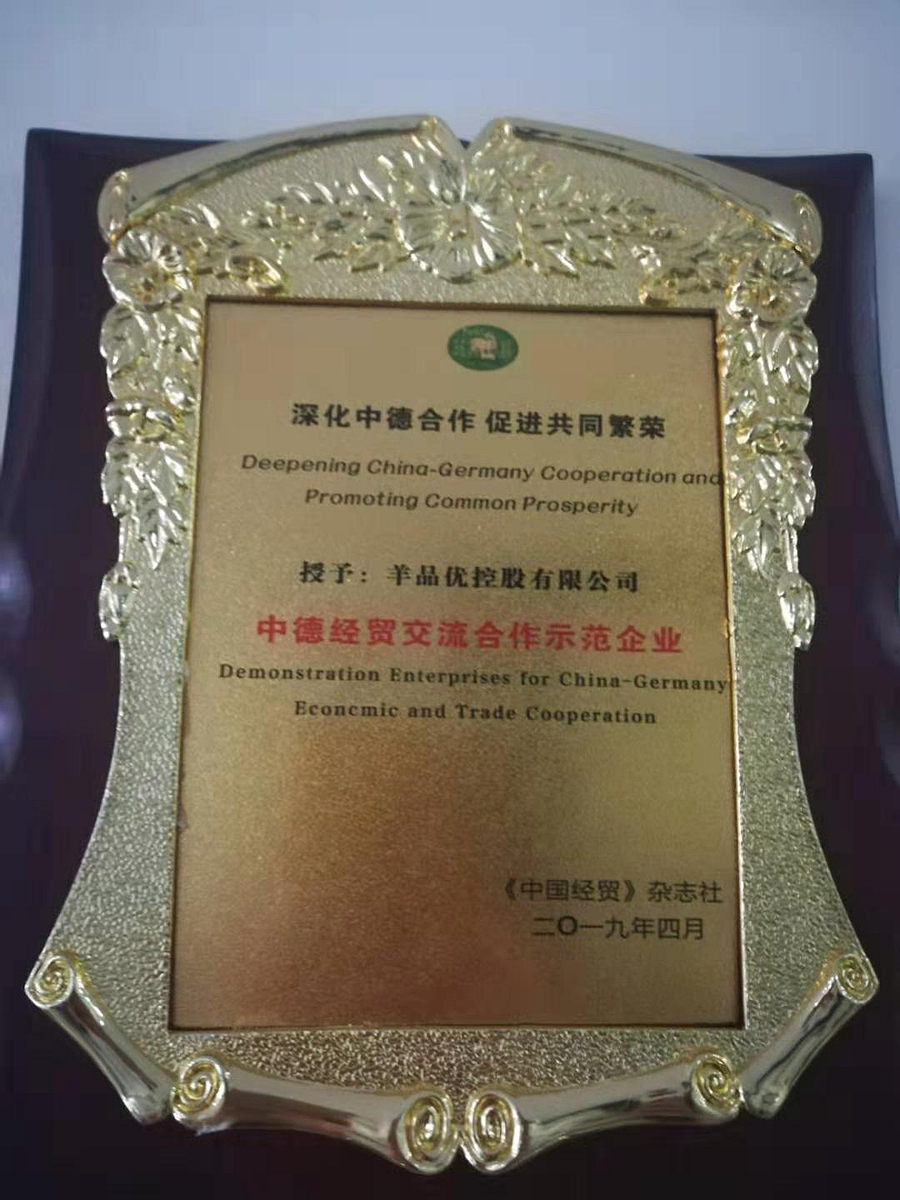 深化中德合作 促进共同繁荣
Deepening China-Germany Cooperation and
Promoting Common Prosperity
授予：羊品优控股有限公司
中德经贸交流合作示范企业
Demonstration Enterprises for China-Germany
Econcmic and Trade Cooperation
《中国经贸》杂志社
二〇一九年四月